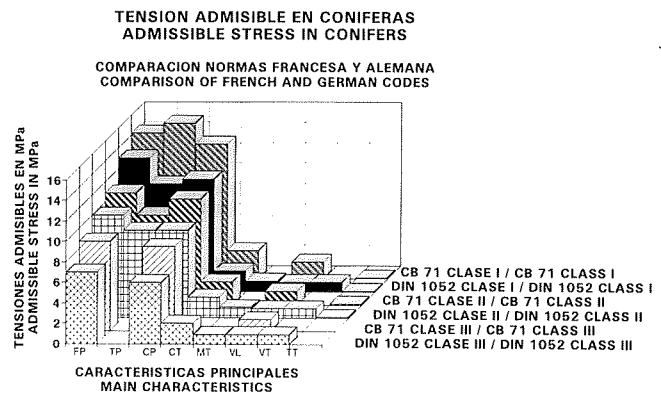 TENSION ADMISIBLE EN CONIFERAS
ADMISSIBLE STRESS IN CONIFERS
COMPARACION NORMAS FRANCESA Y ALEMANA
COMPARISON OF FRENCH AND GERMAN CODES
TENSIONES ADMISIBLES EN MPa
ADMISSIBLE STRESS IN MPa
16
14
12
10
8
6
4
2
0
FP TP CP CT MT VL VT TT
CB 71 CLASE I / CB 71 CLASS I
DIN 1052 CLASE I / DIN 1052 CLASS I
CB 71 CLASE II / CB 71 CLASS II
DIN 1052 CLASE II / DIN 1052 CLASS II
CB 71 CLASE III / CB 71 CLASS III
DIN 1052 CLASE III / DIN 1052 CLASS III
CARACTERISTICAS PRINCIPALES
MAIN CHARACTERISTICS